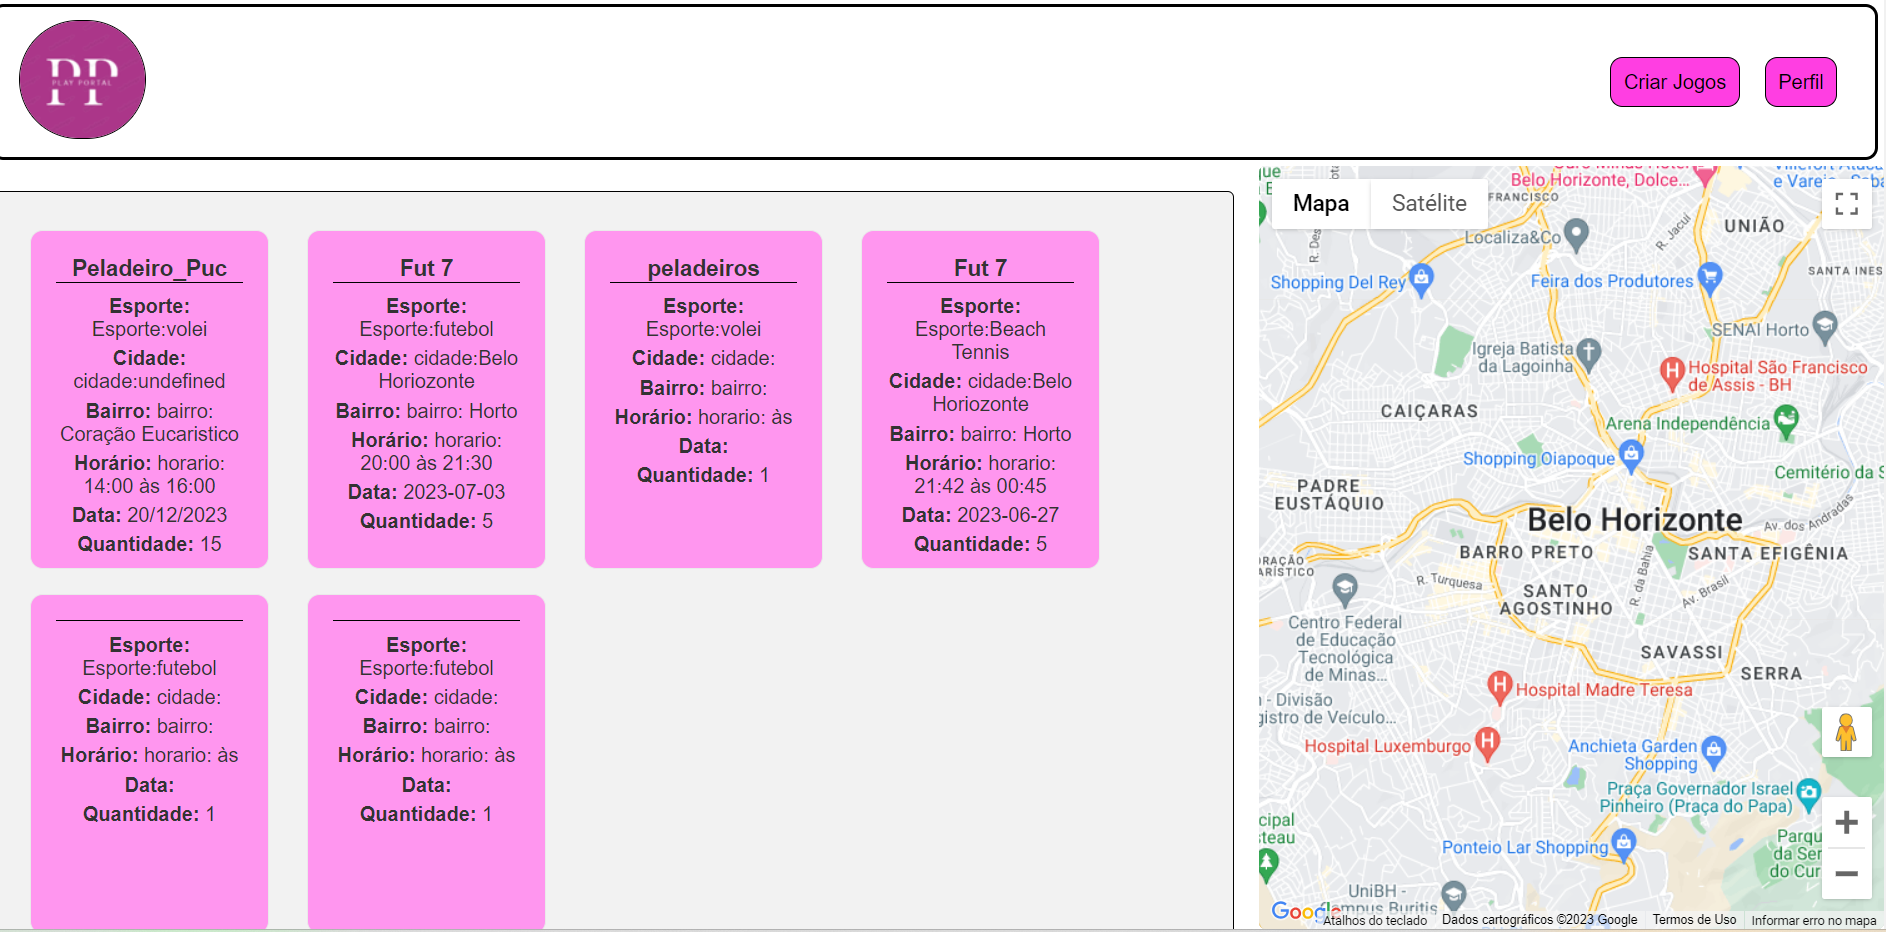 PP
PLAY PORTAL
Criar Jogos
Perfil
Peladeiro_Puc
Esporte:
Esporte:volei
Cidade:
cidade:undefined
Bairro: bairro:
Coração Eucaristico
Horário: horario:
14:00 às 16:00
Data: 20/12/2023
Quantidade: 15
Fut 7
Esporte:
Esporte:futebol
Cidade: cidade:Belo
Horiozonte
Bairro: bairro: Horto
Horário: horario:
20:00 às 21:30
Data: 2023-07-03
Quantidade: 5
peladeiros
Esporte:
Esporte:volei
Cidade: cidade:
Bairro: bairro:
Horário: horario: às
Data:
Quantidade: 1
Fut 7
Esporte:
Esporte:Beach
Tennis
Cidade: cidade:Belo
Horiozonte
Bairro: bairro: Horto
Horário: horario:
21:42 às 00:45
Data: 2023-06-27
Quantidade: 5
Esporte:
Esporte:futebol
Cidade: cidade:
Bairro: bairro:
Horário: horario: às
Data:
Quantidade: 1
Esporte:
Esporte:futebol
Cidade: cidade:
Bairro: bairro:
Horário: horario: às
Data:
Quantidade: 1
Mapa
Satélite
Belo Horizonte, Dolce...
e Varejo
FRANCISCO
R. Des
UNIÃO
Localiza&Co
R. Jacuí
SANTA INES
Shopping Del Rey
Feira dos Produtores
SENAI Horto
Igreja Batista
da Lagoinha
Hospital São Francisco
de Assis - BH
CAIÇARAS
Arena Independência
Shopping Oiapoque
Cemitério da S
PADRE
EUSTÁQUIO
Belo Horizonte
Av. dos Andradas
BARRO PRETO
SANTA EFIGÊNIA
ORAÇÃO
ARÍSTICO
R. Turquesa
R. da Bahia
Av. Brasil
SANTO
AGOSTINHO
Centro Federal
de Educação
Tecnológica
de Minas...
SAVASSI
SERRA
- Divisão
gistro de Veículo...
Hospital Madre Teresa
Hospital Luxemburgo
Anchieta Garden
Shopping
Praça Governador Israel
Pinheiro (Praça do Papa)
cipal
steau
Ponteio Lar Shopping
Parqu
da Ser
do Cur
UniBH -
Campus Buritis
Google
Atalhos do teclado
Dados cartográficos ©2023 Google
Termos de Uso
Informar erro no mapa